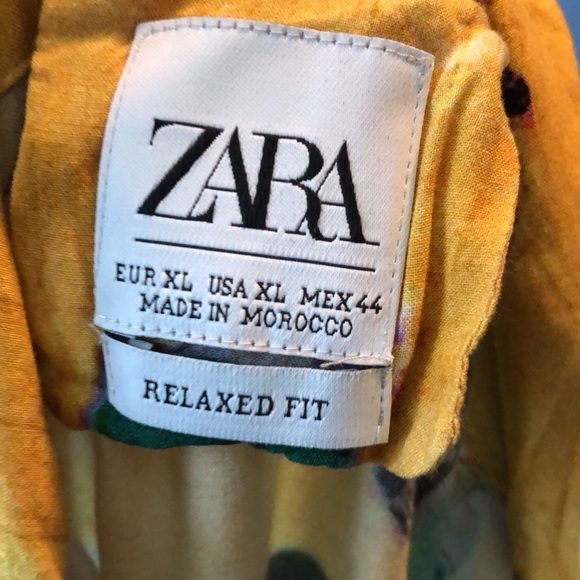 ZARA
EUR XL USA XL MEX 44
MADE IN MOROCCO
RELAXED FIT